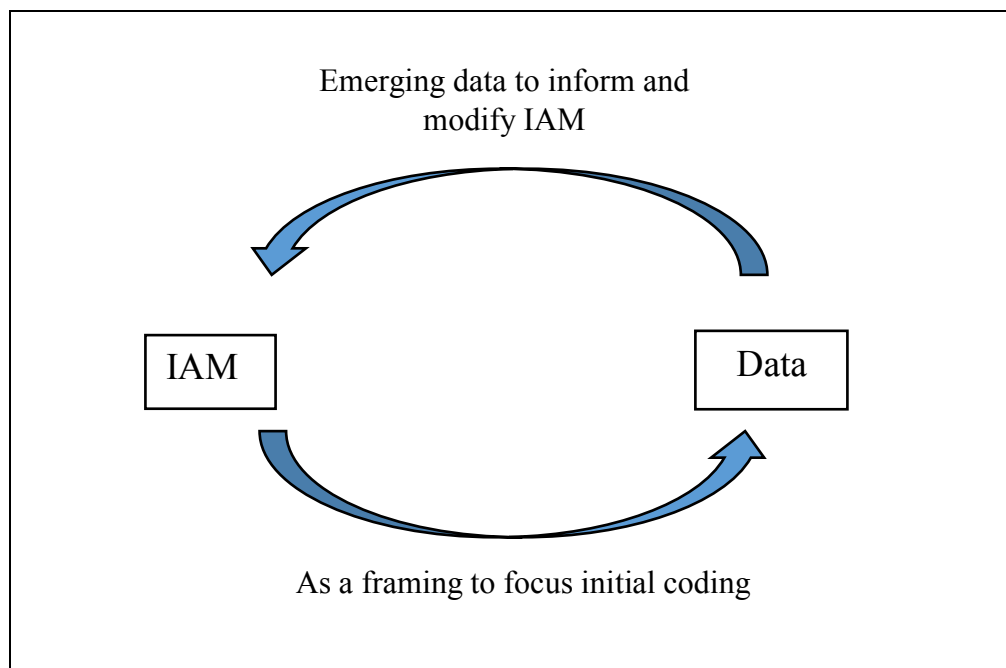 Emerging data to inform and
modify IAM
IAM
Data
As a framing to focus initial coding